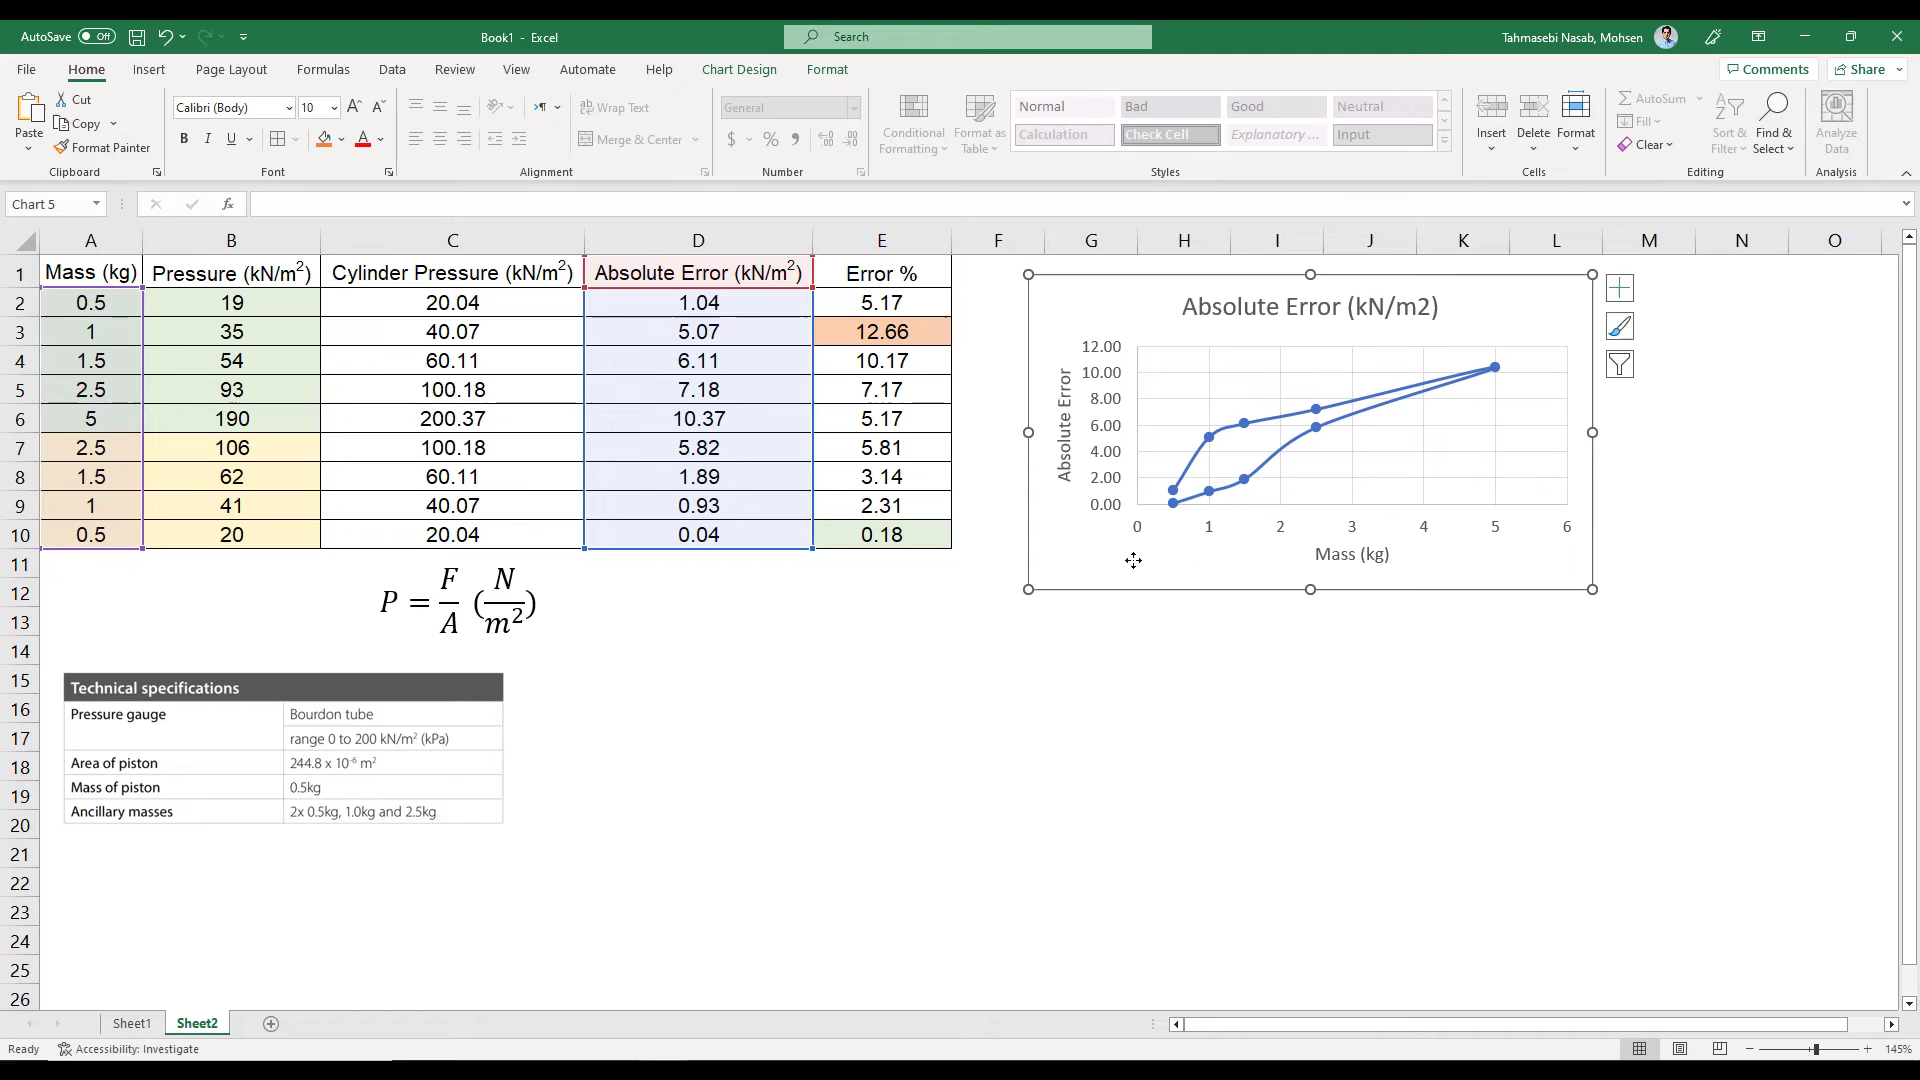 AutoSave Off
Book1 - Excel
Search
Tahmasebi Nasab, Mohsen
File Home Insert Page Layout Formulas Data Review View Automate Help Chart Design Format
Comments Share
Paste
Cut
Copy
Format Painter
Clipboard
Calibri (Body) 10
B I U
Font
Wrap Text
Merge & Center
Alignment
General
$ % 9
Number
Conditional Formatting
Format as Table
Normal Bad Good Neutral
Calculation Check Cell Explanatory ... Input
Styles
Insert Delete Format
Cells
AutoSum
Fill
Clear
Sort & Filter
Find & Select
Editing
Analyze Data
Analysis
Chart 5
fx
A B C D E F G H I J K L M N O
1 Mass (kg) Pressure (kN/m²) Cylinder Pressure (kN/m²) Absolute Error (kN/m²) Error %
2 0.5 19 20.04 1.04 5.17
3 1 35 40.07 5.07 12.66
4 1.5 54 60.11 6.11 10.17
5 2.5 93 100.18 7.18 7.17
6 5 190 200.37 10.37 5.17
7 2.5 106 100.18 5.82 5.81
8 1.5 62 60.11 1.89 3.14
9 1 41 40.07 0.93 2.31
10 0.5 20 20.04 0.04 0.18
11
12
13
14
15
16
17
18
19
20
21
22
23
24
25
26
P = F/A (N/m²)
Technical specifications
Pressure gauge Bourdon tube
range 0 to 200 kN/m² (kPa)
Area of piston 244.8 x 10⁻⁶ m²
Mass of piston 0.5kg
Ancillary masses 2x 0.5kg, 1.0kg and 2.5kg
Absolute Error (kN/m2)
Absolute Error
12.00
10.00
8.00
6.00
4.00
2.00
0.00
0 1 2 3 4 5 6
Mass (kg)
Sheet1 Sheet2
Ready Accessibility: Investigate
145%